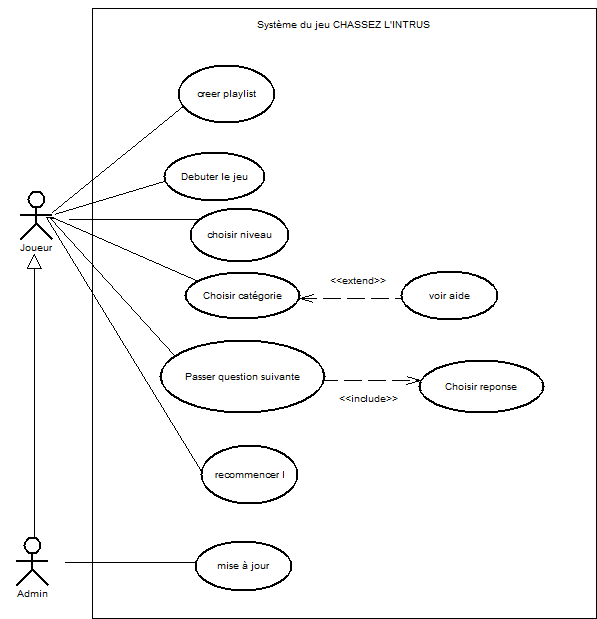 Système du jeu CHASSEZ L'INTRUS
creer playlist
Debuter le jeu
choisir niveau
Joueur
Choisir catégorie
<<extend>>
voir aide
Passer question suivante
<<include>>
Choisir reponse
recommencer l
mise à jour
Admin